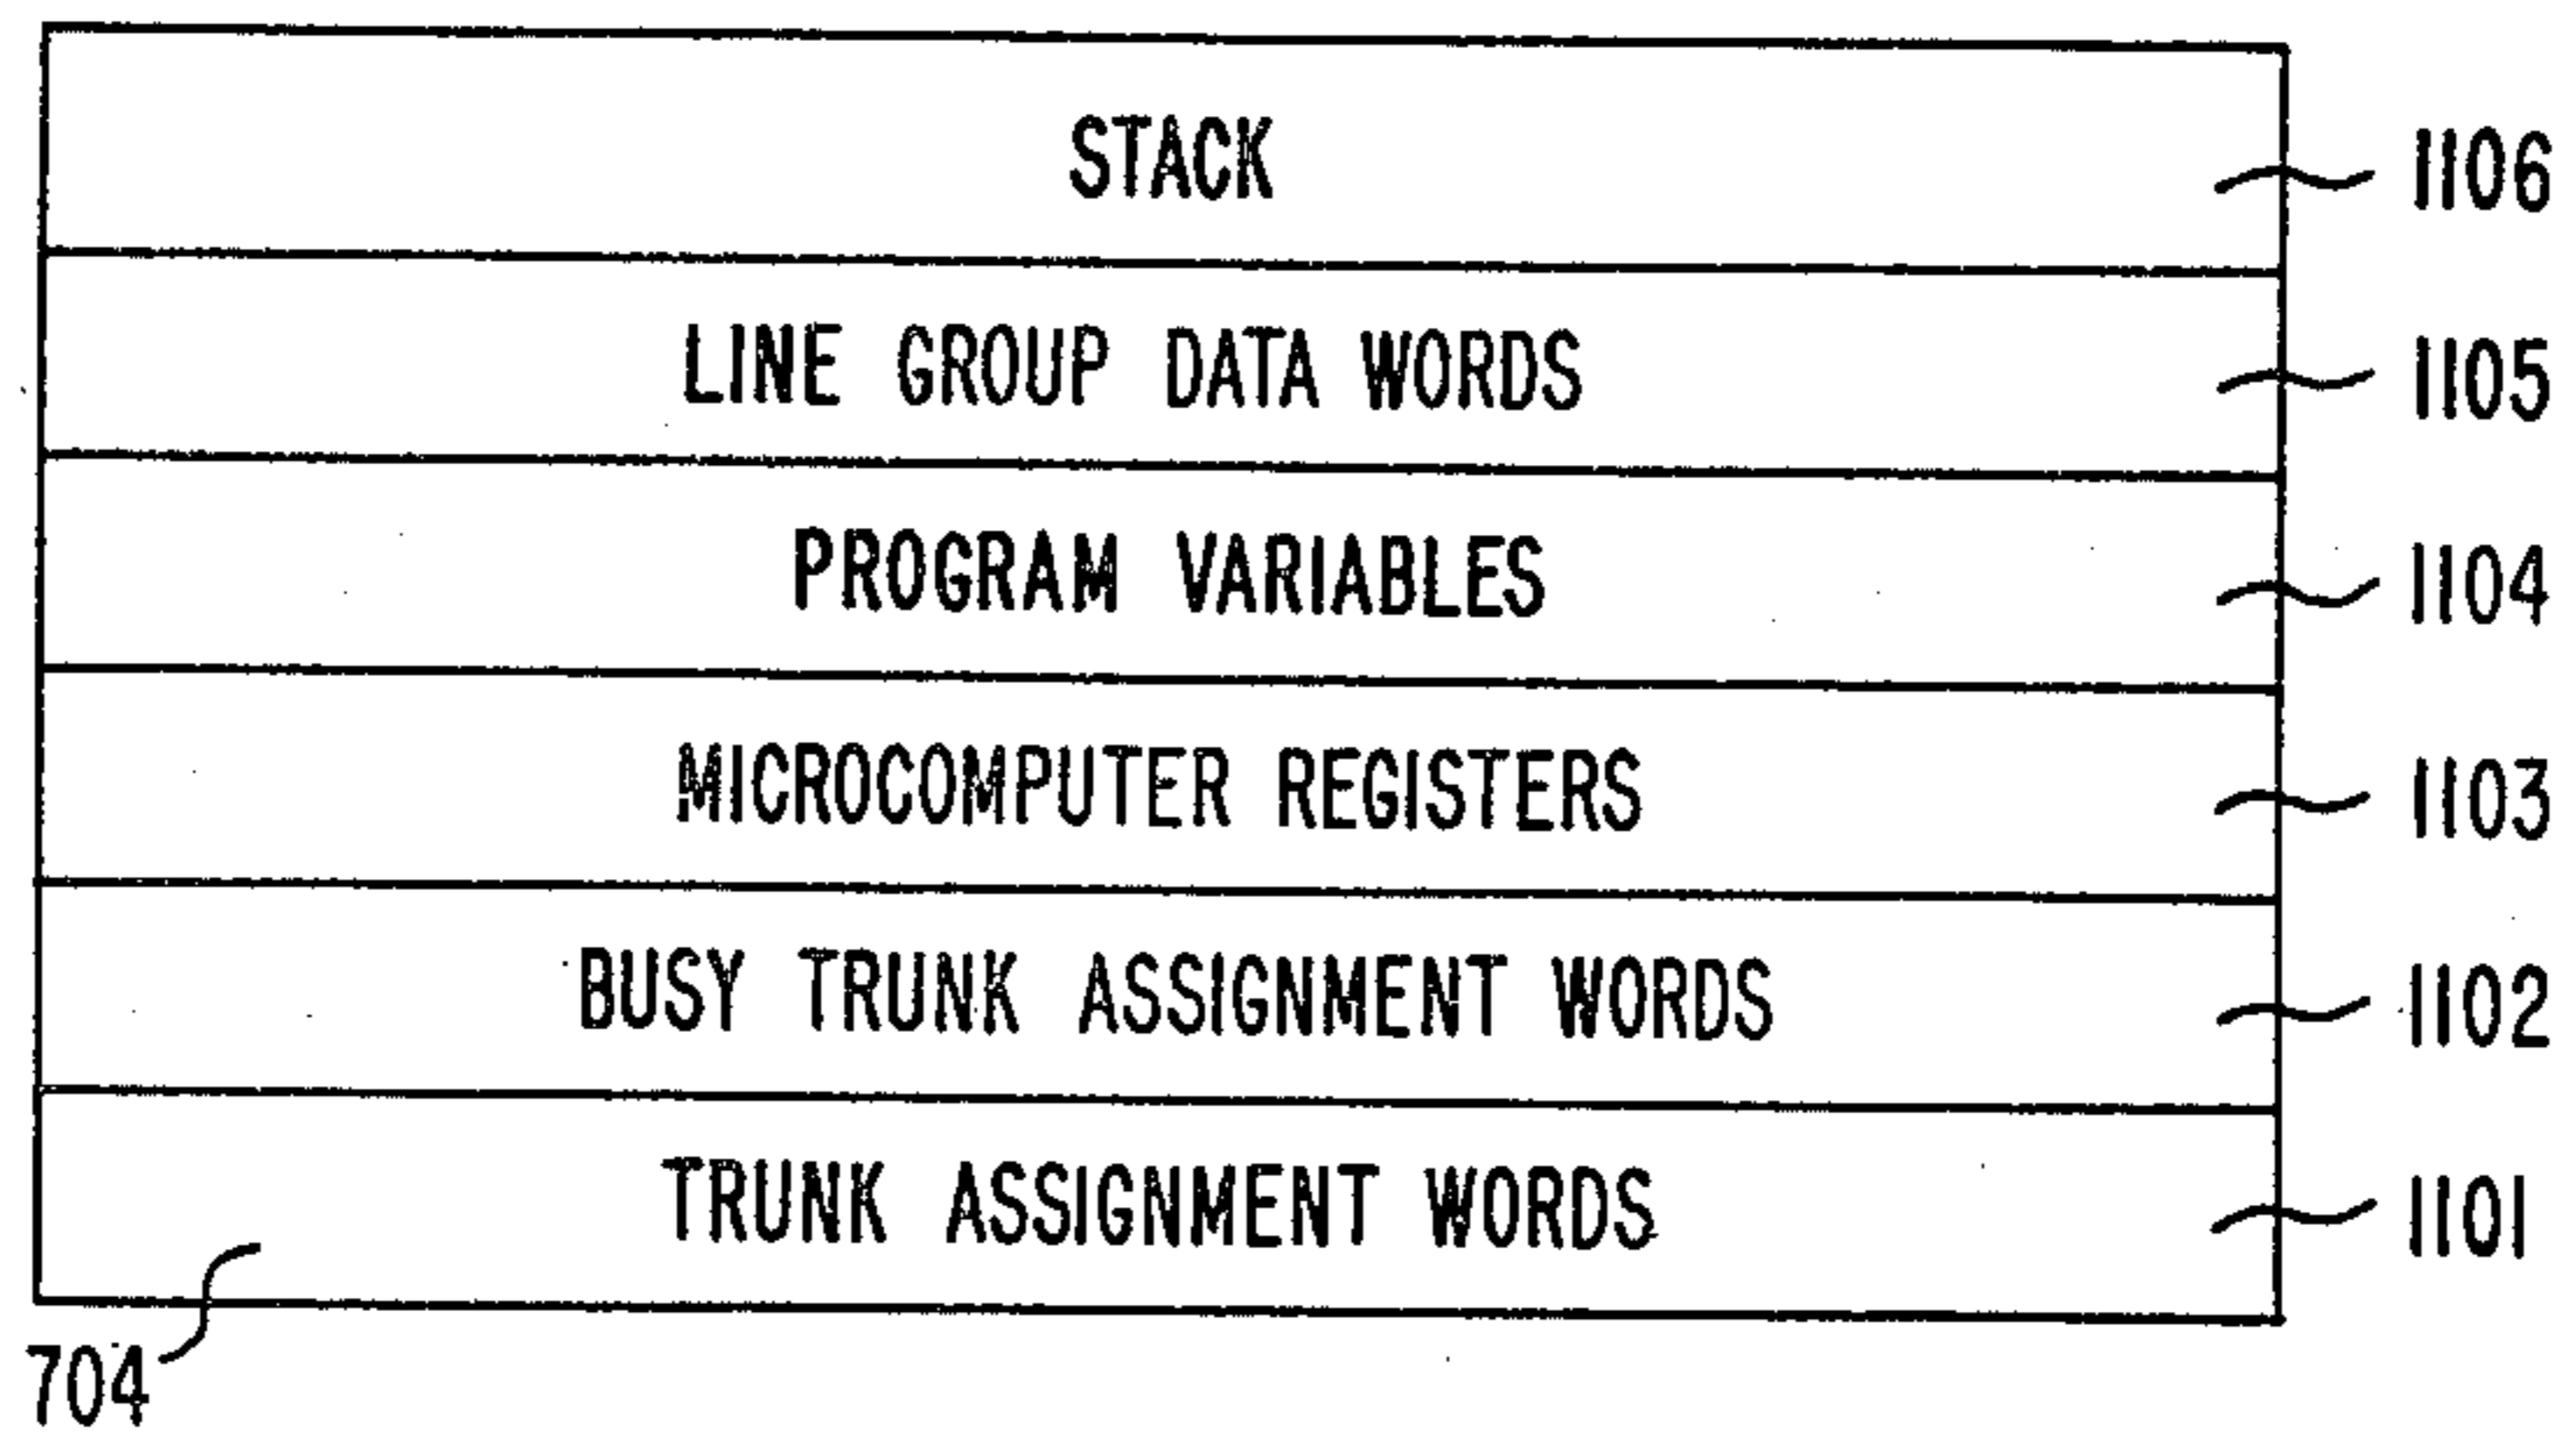 STACK 1106
LINE GROUP DATA WORDS 1105
PROGRAM VARIABLES 1104
MICROCOMPUTER REGISTERS 1103
BUSY TRUNK ASSIGNMENT WORDS 1102
TRUNK ASSIGNMENT WORDS 1101
704